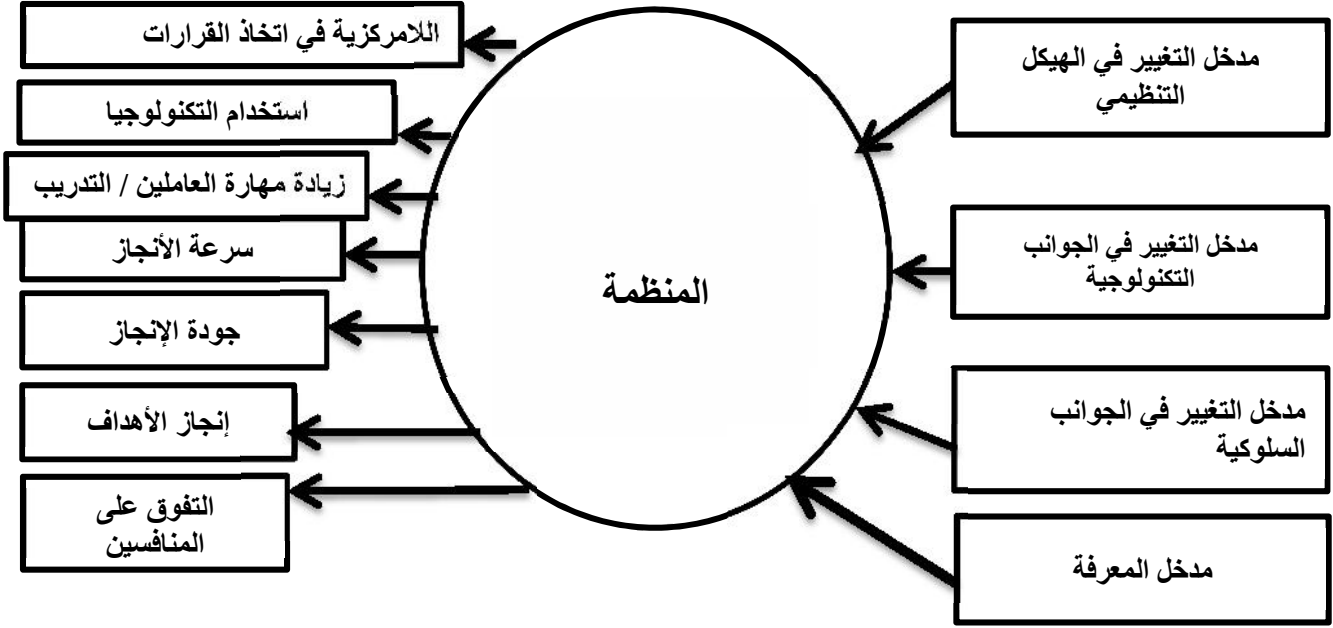 مدخل التغيير في الهيكل
التنظيمي
مدخل التغيير في الجوانب
التكنولوجية
مدخل التغيير في الجوانب
السلوكية
مدخل المعرفة
المنظمة
اللامركزية في اتخاذ القرارات
استخدام التكنولوجيا
زيادة مهارة العاملين / التدريب
سرعة الأنجاز
جودة الإنجاز
إنجاز الأهداف
التفوق على
المنافسين